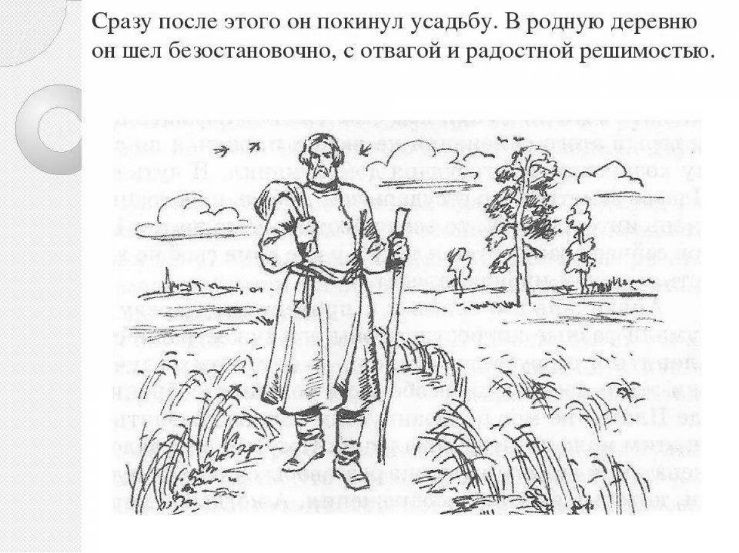 Сразу после этого он покинул усадьбу. В родную деревню
он шел безостановочно, с отвагой и радостной решимостью.